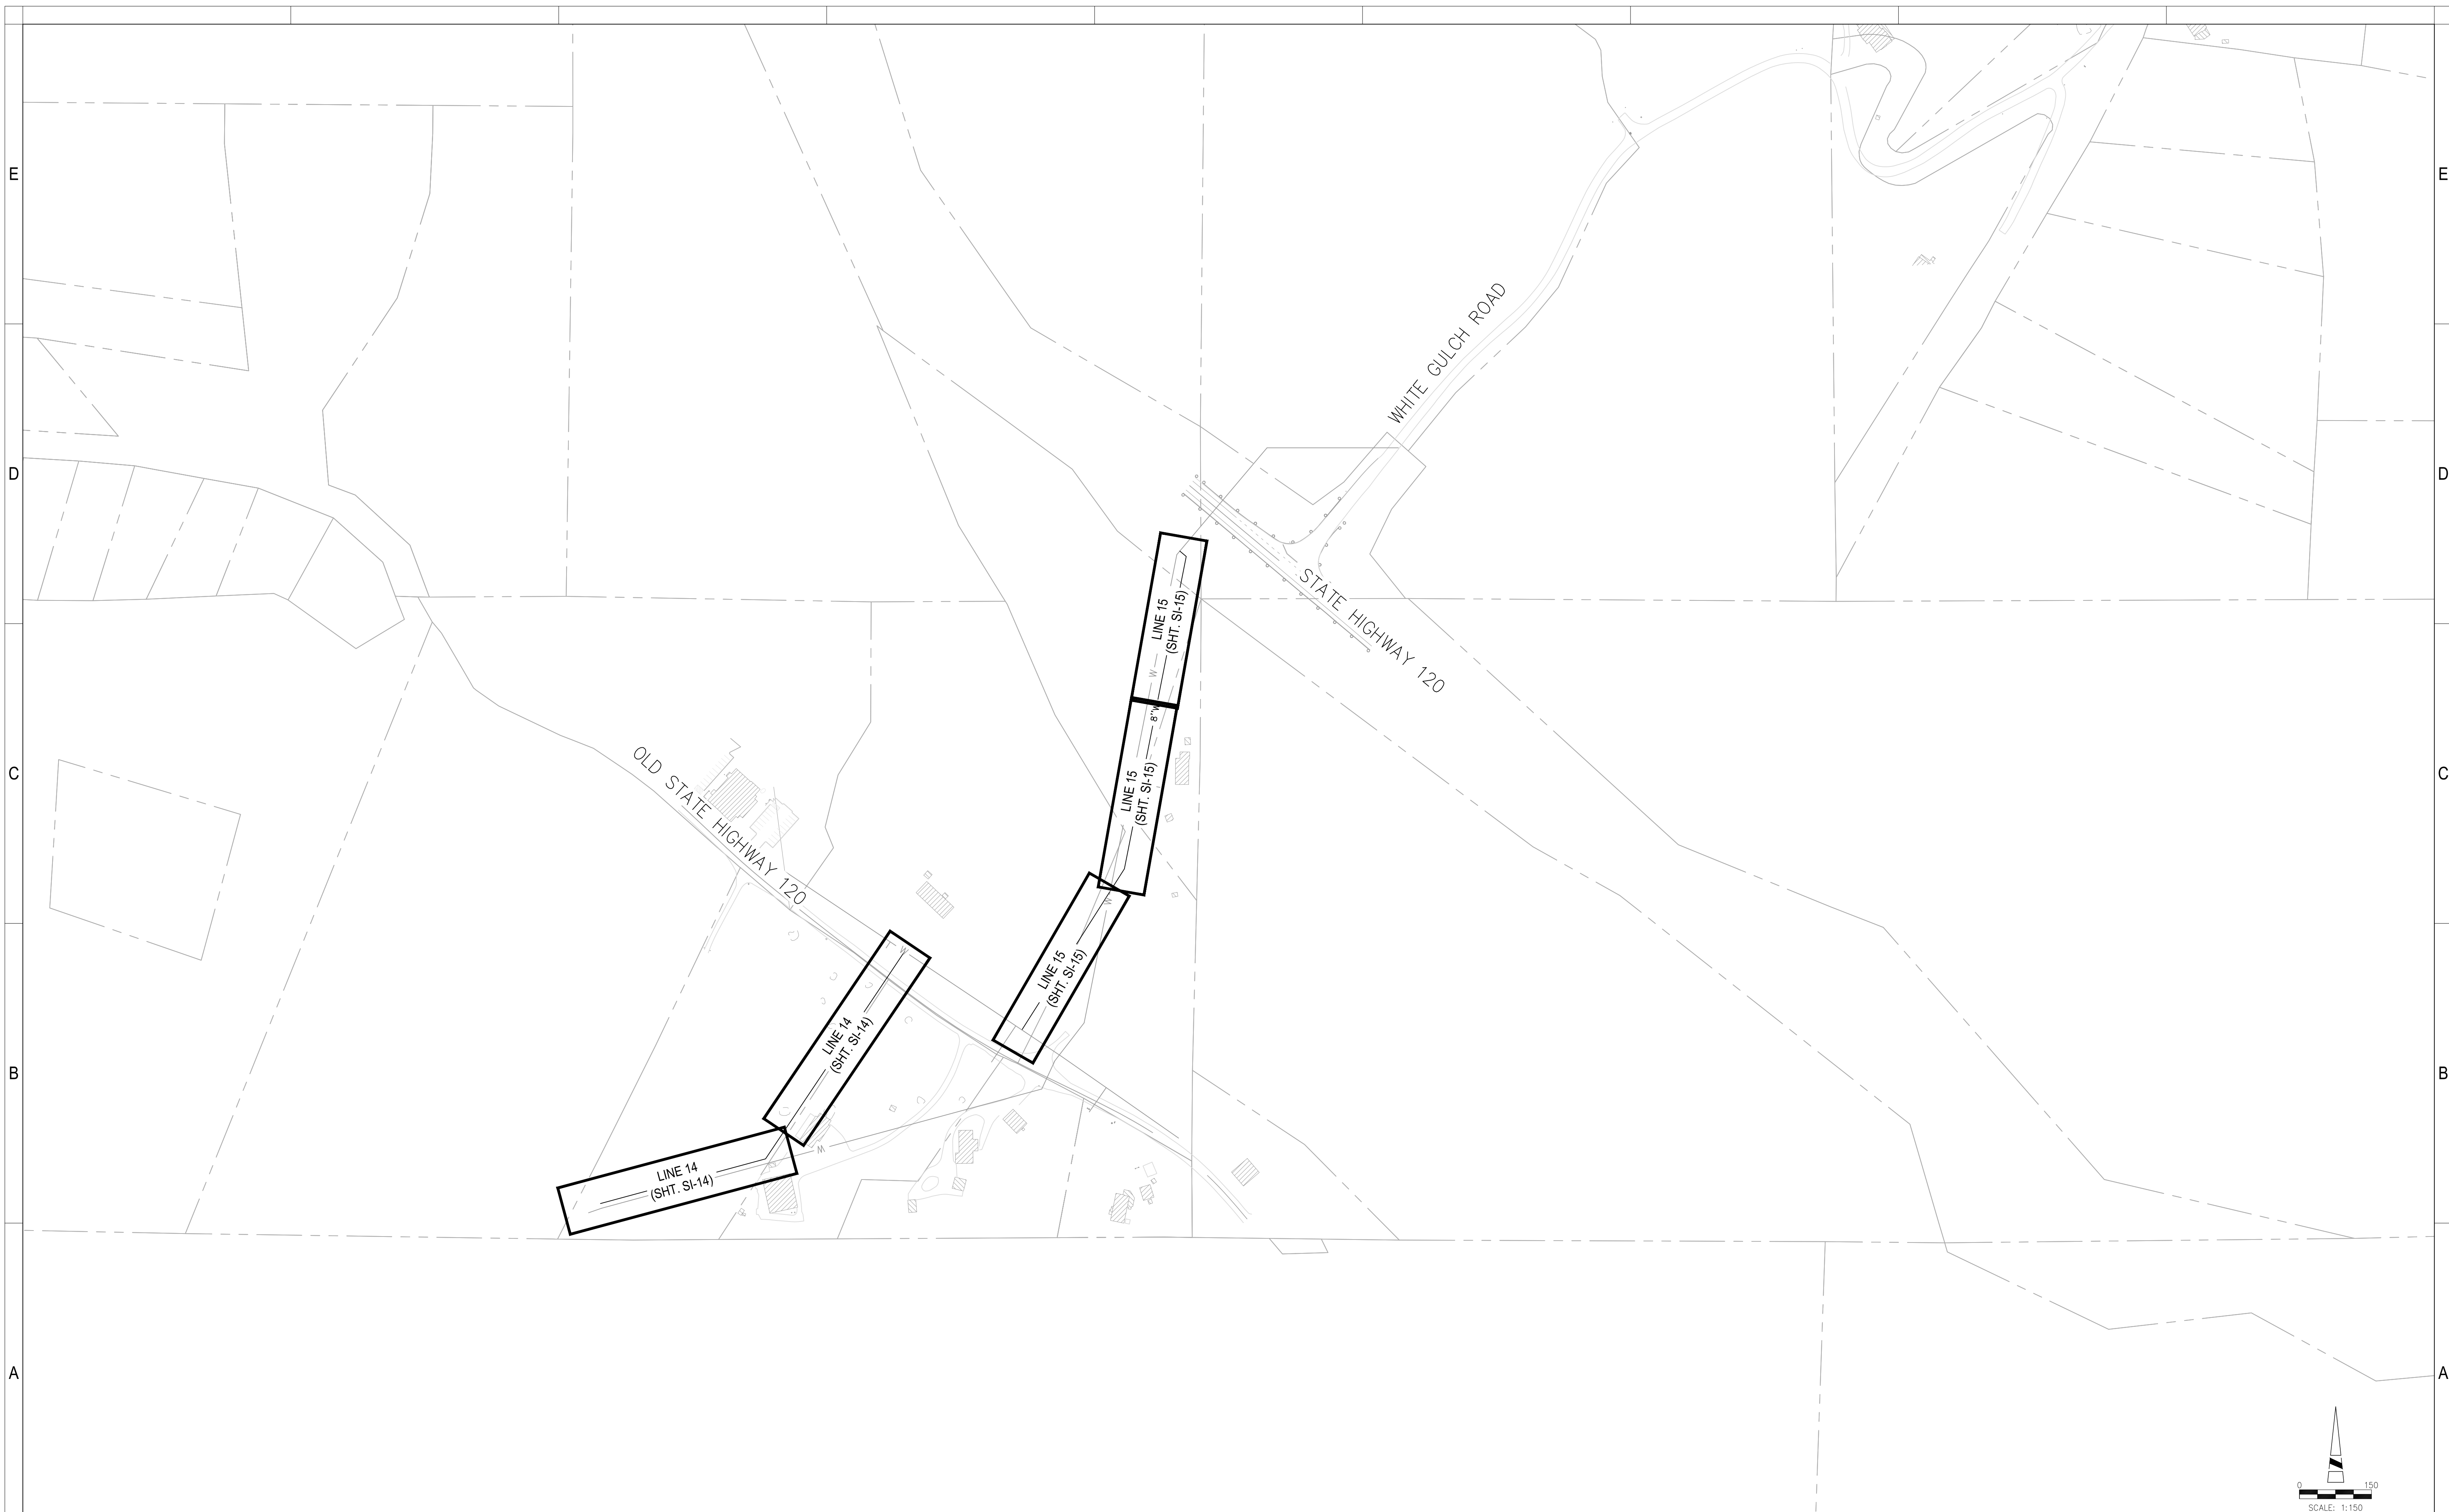 E
E
WHITE GULCH ROAD
D
D
STATE HIGHWAY 120
LINE 15
(SHT. SI-15)
W
8"W
C
C
OLD STATE HIGHWAY 120
LINE 15
(SHT. SI-15)
W
W
LINE 15
(SHT. SI-15)
LINE 14
(SHT. SI-14)
B
B
W
LINE 14
(SHT. SI-14)
A
A
0 150
SCALE: 1:150